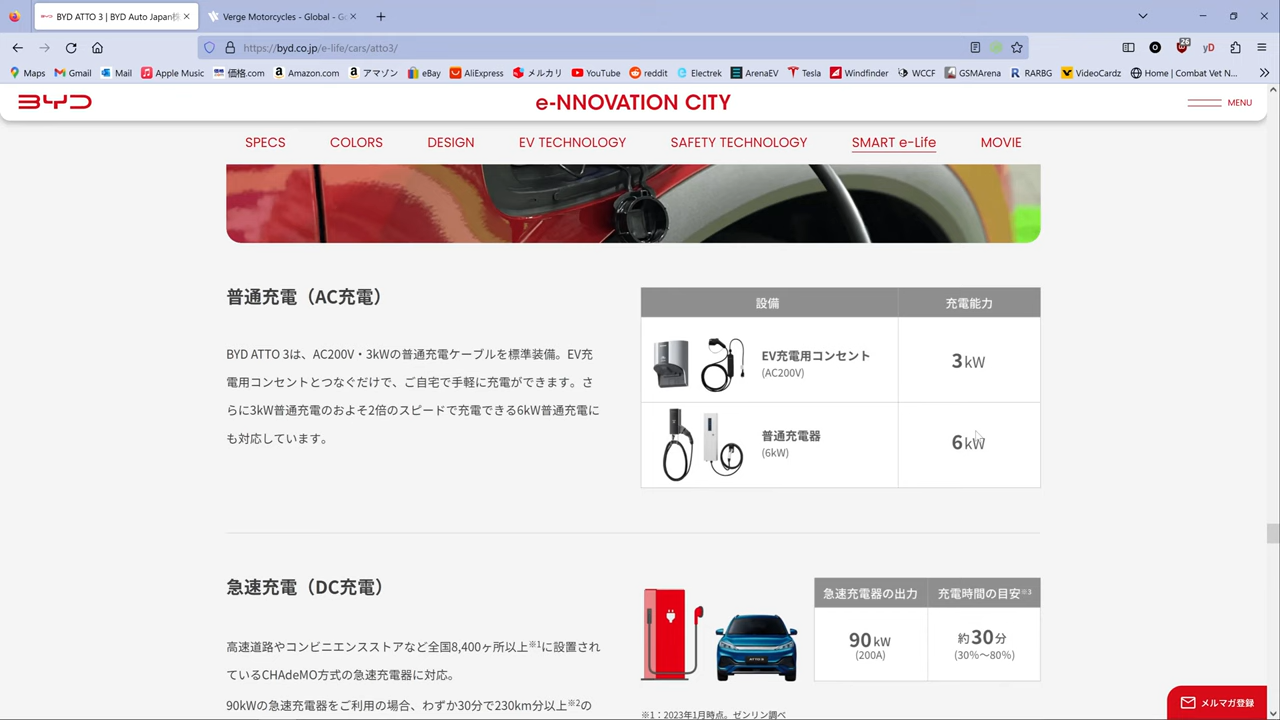 BYD ATTO 3 | BYD Auto Japan株
Verge Motorcycles - Global - Go
https://byd.co.jp/e-life/cars/atto3/
26
yD
Maps
Gmail
Mail
Apple Music
価格.com
Amazon.com
アマゾン
eBay
AliExpress
メルカリ
YouTube
reddit
Electrek
ArenaEV
Tesla
Windfinder
WCCF
GSMArena
RARBG
VideoCardz
Home | Combat Vet N...
BYD
e-NNOVATION CITY
MENU
SPECS
COLORS
DESIGN
EV TECHNOLOGY
SAFETY TECHNOLOGY
SMART e-Life
MOVIE
普通充電（AC充電）
BYD ATTO 3は、AC200V・3kWの普通充電ケーブルを標準装備。EV充
電用コンセントとつなぐだけで、ご自宅で手軽に充電ができます。さ
らに3kW普通充電のおよそ2倍のスピードで充電できる6kW普通充電に
も対応しています。
設備
充電能力
EV充電用コンセント
(AC200V)
3kW
普通充電器
(6kW)
6kW
急速充電（DC充電）
高速道路やコンビニエンスストアなど全国8,400ヶ所以上※1に設置され
ているCHAdeMO方式の急速充電器に対応。
90kWの急速充電器をご利用の場合、わずか30分で230km分以上※2の
急速充電器の出力
充電時間の目安※3
90kW
(200A)
約30分
(30%〜80%)
※1：2023年1月時点。ゼンリン調べ
メルマガ登録